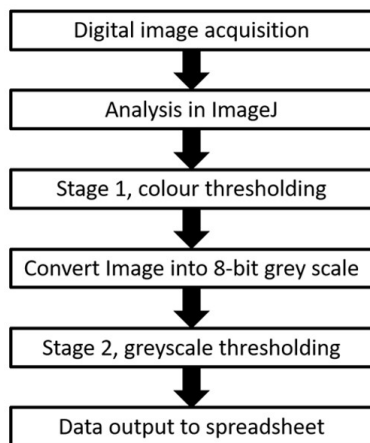 Digital image acquisition
Analysis in ImageJ
Stage 1, colour thresholding
Convert Image into 8-bit grey scale
Stage 2, greyscale thresholding
Data output to spreadsheet